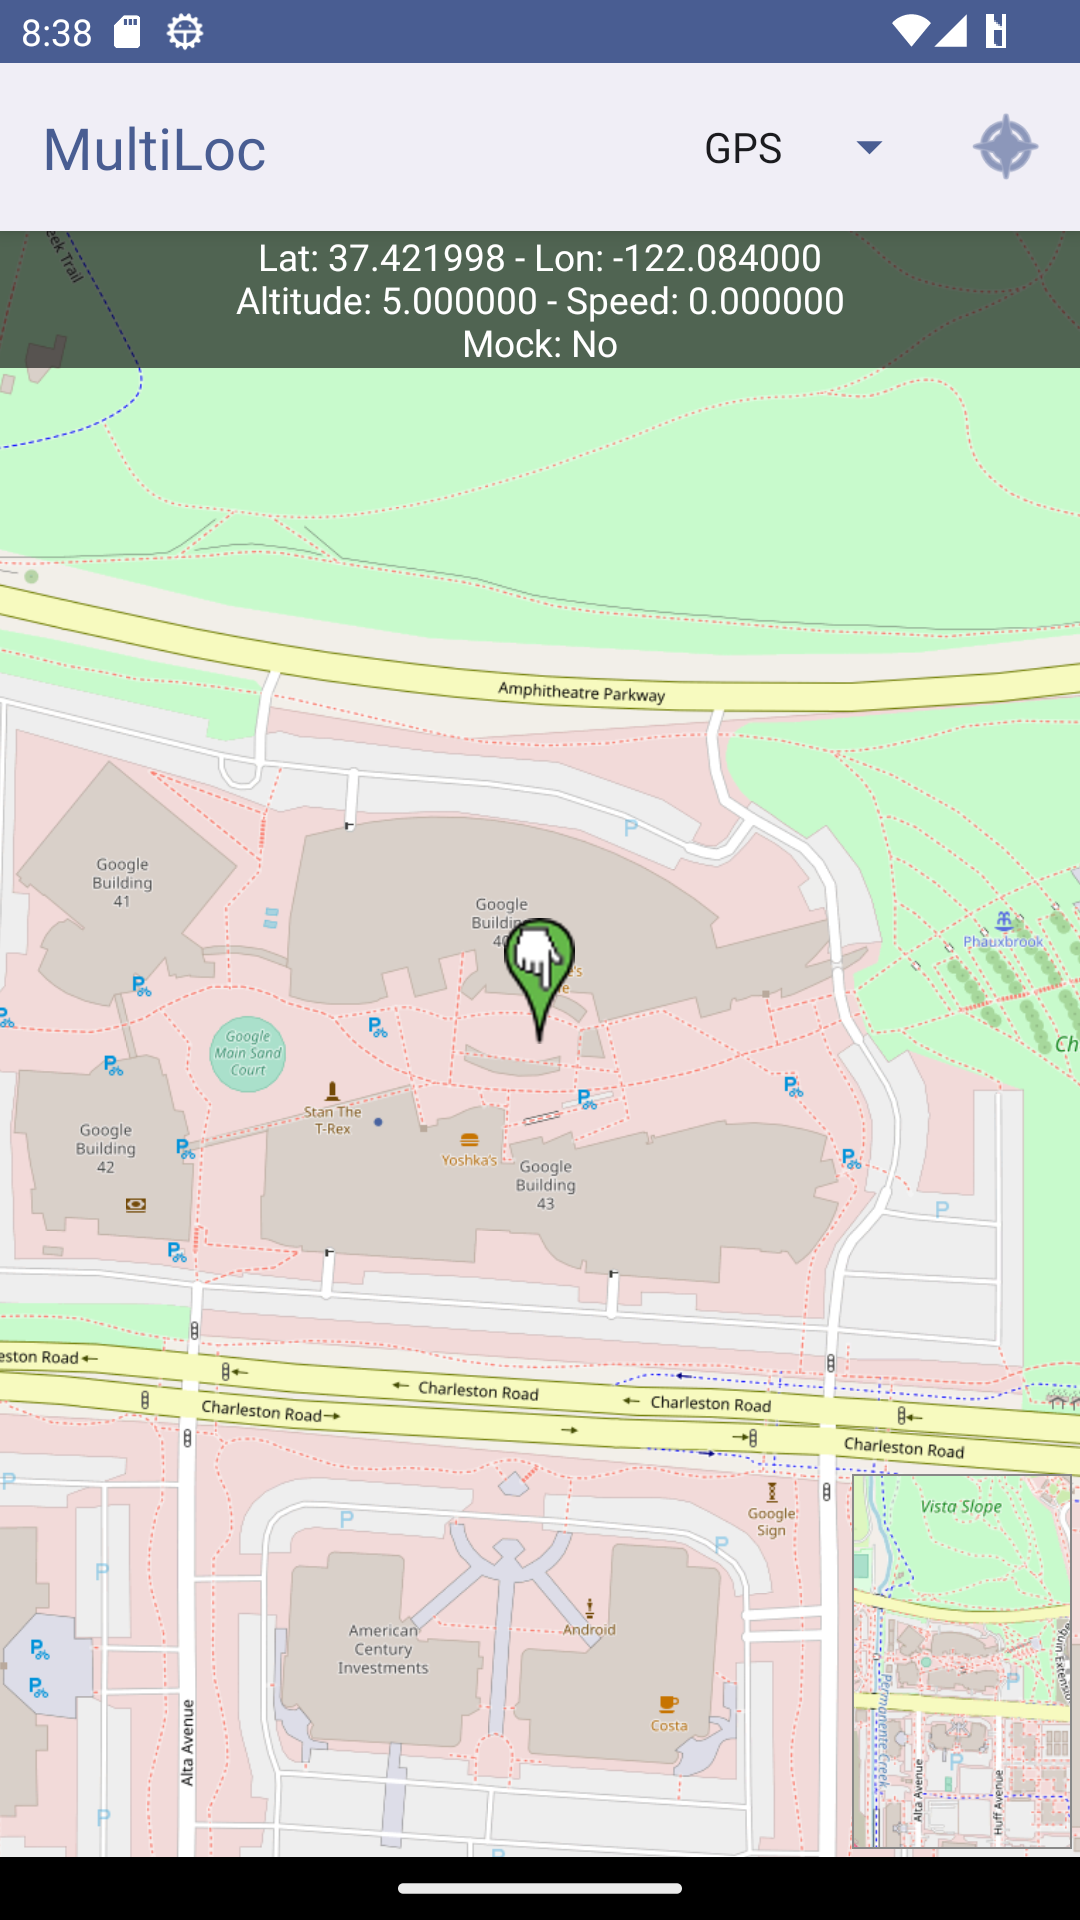 8:38
MultiLoc
GPS
Lat: 37.421998 - Lon: -122.084000
Altitude: 5.000000 - Speed: 0.000000
Mock: No
Trail
Amphitheatre Parkway
P
Google
Building
41
Google
Building
40
Phauxbrook
P
P
P
Google
Main Sand
Court
Ch
P
P
P
Stan The
T-Rex
Google
Building
42
P
Yoshka's
Google
Building
43
P
P
P
eston Road
Charleston Road
Charleston Road
Charleston Road
Charleston Road
P
P
Google
Sign
P
Vista Slope
P
Android
American
Century
Investments
P
P
Costa
Alta Avenue
P
P
P
Permanente Creek
P
Alta Avenue
Huff Avenue